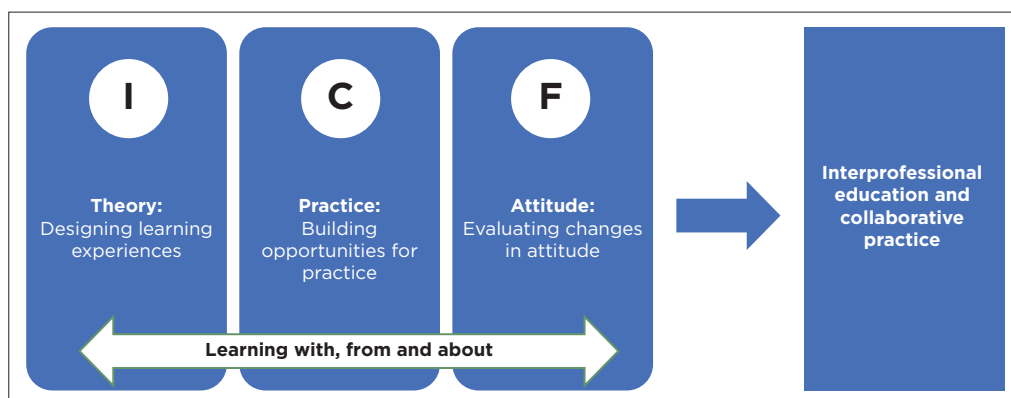 I
C
F
Theory:
Designing learning
experiences
Practice:
Building
opportunities for
practice
Attitude:
Evaluating changes
in attitude
Interprofessional
education and
collaborative
practice
Learning with, from and about